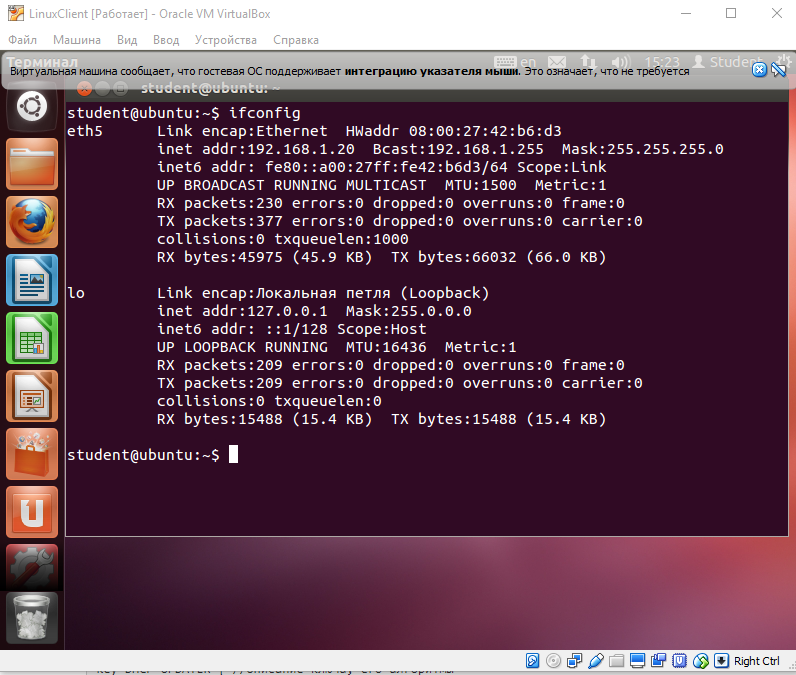 LinuxClient [Работает] - Oracle VM VirtualBox
Файл Машина Вид Ввод Устройства Справка
Терминал en 15:23 Student
Виртуальная машина сообщает, что гостевая ОС поддерживает интеграцию указателя мыши. Это означает, что не требуется
student@ubuntu: ~
student@ubuntu:~$ ifconfig
eth5 Link encap:Ethernet HWaddr 08:00:27:42:b6:d3
inet addr:192.168.1.20 Bcast:192.168.1.255 Mask:255.255.255.0
inet6 addr: fe80::a00:27ff:fe42:b6d3/64 Scope:Link
UP BROADCAST RUNNING MULTICAST MTU:1500 Metric:1
RX packets:230 errors:0 dropped:0 overruns:0 frame:0
TX packets:377 errors:0 dropped:0 overruns:0 carrier:0
collisions:0 txqueuelen:1000
RX bytes:45975 (45.9 KB) TX bytes:66032 (66.0 KB)
lo Link encap:Локальная петля (Loopback)
inet addr:127.0.0.1 Mask:255.0.0.0
inet6 addr: ::1/128 Scope:Host
UP LOOPBACK RUNNING MTU:16436 Metric:1
RX packets:209 errors:0 dropped:0 overruns:0 frame:0
TX packets:209 errors:0 dropped:0 overruns:0 carrier:0
collisions:0 txqueuelen:0
RX bytes:15488 (15.4 KB) TX bytes:15488 (15.4 KB)
student@ubuntu:~$
Right Ctrl